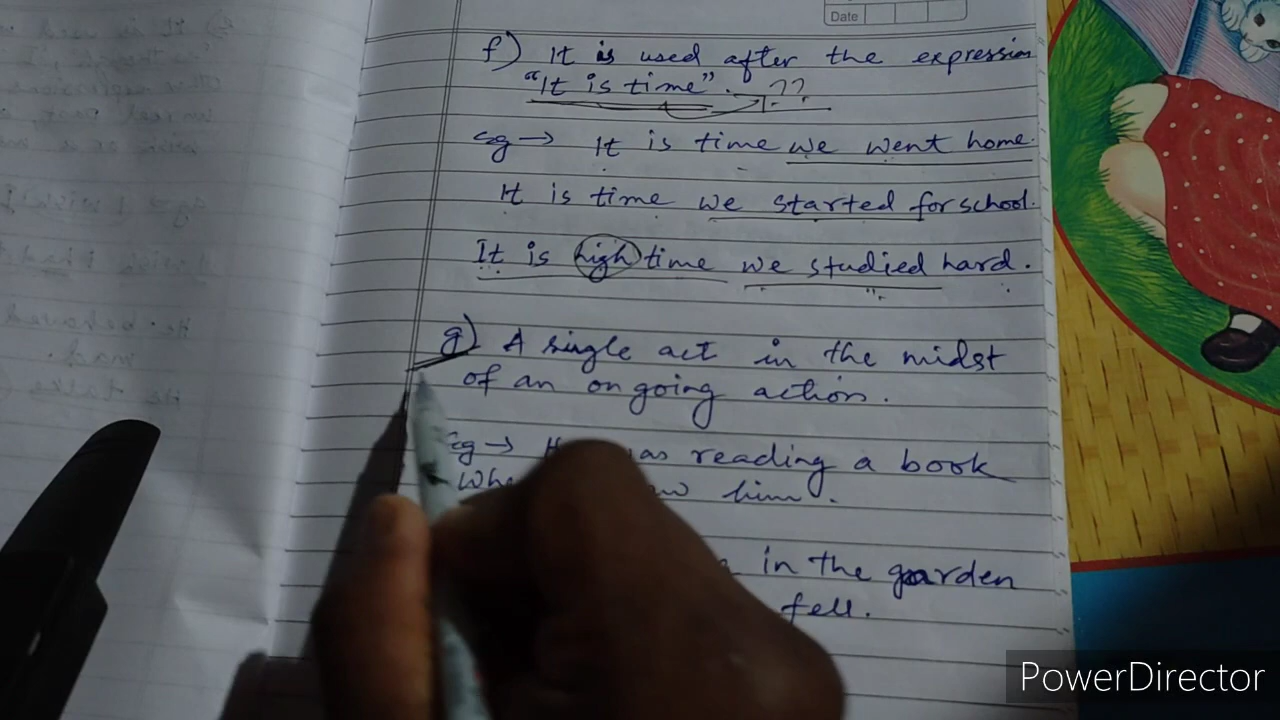 Date
f) It is used after the expression
"It is time". ??
eg → It is time we went home.
It is time we started for school.
It is high time we studied hard.
g) A single act in the midst
of an ongoing action.
eg → reading a book
him.
in the garden
fell.
PowerDirector